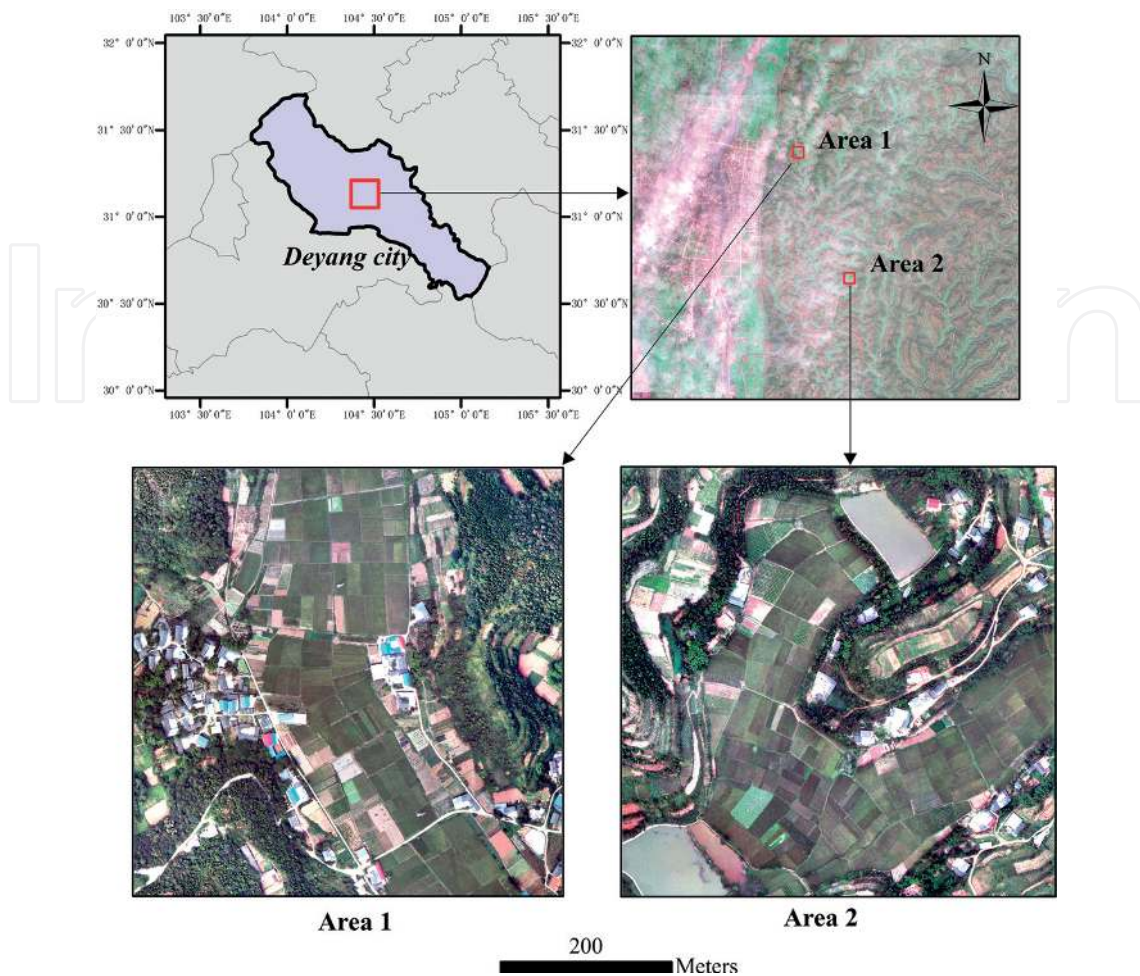 103° 30′0″E 104° 0′0″E 104° 30′0″E 105° 0′0″E 105° 30′0″E
32° 0′0″N
32° 0′0″N
31° 30′0″N
31° 30′0″N
31° 0′0″N
31° 0′0″N
30° 30′0″N
30° 30′0″N
30° 0′0″N
30° 0′0″N
103° 30′0″E 104° 0′0″E 104° 30′0″E 105° 0′0″E 105° 30′0″E
Deyang city
N
Area 1
Area 2
Area 1
Area 2
200
Meters